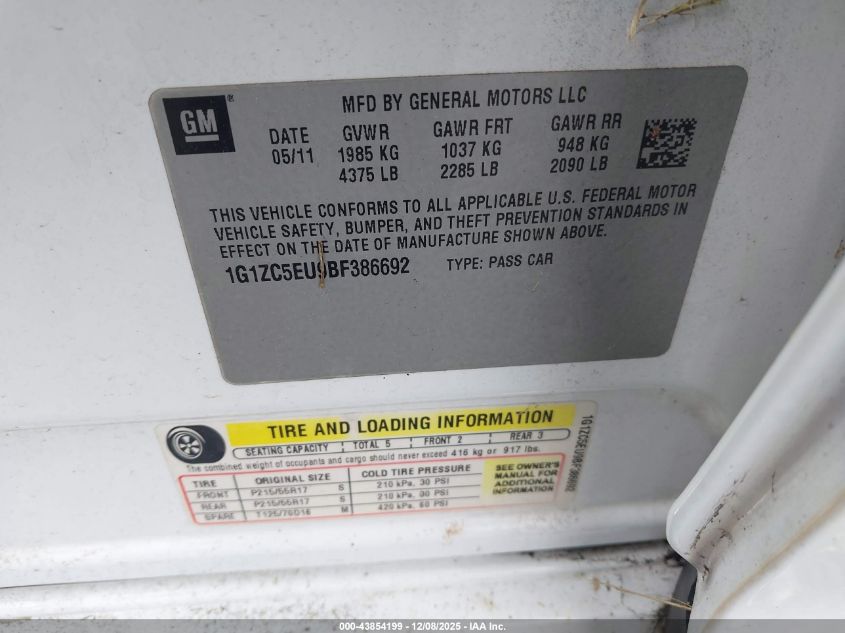 GM®
MFD BY GENERAL MOTORS LLC
DATE GVWR GAWR FRT GAWR RR
05/11 1985 KG 1037 KG 948 KG
4375 LB 2285 LB 2090 LB
THIS VEHICLE CONFORMS TO ALL APPLICABLE U.S. FEDERAL MOTOR
VEHICLE SAFETY, BUMPER, AND THEFT PREVENTION STANDARDS IN
EFFECT ON THE DATE OF MANUFACTURE SHOWN ABOVE.
1G1ZC5EU9BF386692 TYPE: PASS CAR
TIRE AND LOADING INFORMATION
SEATING CAPACITY TOTAL 5 FRONT 2 REAR 3
The combined weight of occupants and cargo should never exceed 416 kg or 917 lbs.
TIRE ORIGINAL SIZE COLD TIRE PRESSURE
FRONT P215/55R17 S 210 kPa, 30 PSI
REAR P215/55R17 S 210 kPa, 30 PSI
SPARE T125/70D16 M 420 kPa, 60 PSI
SEE OWNER'S
MANUAL FOR
ADDITIONAL
INFORMATION
1G1ZC5EU9BF386692
000-43854199 - 12/08/2025 - IAA Inc.